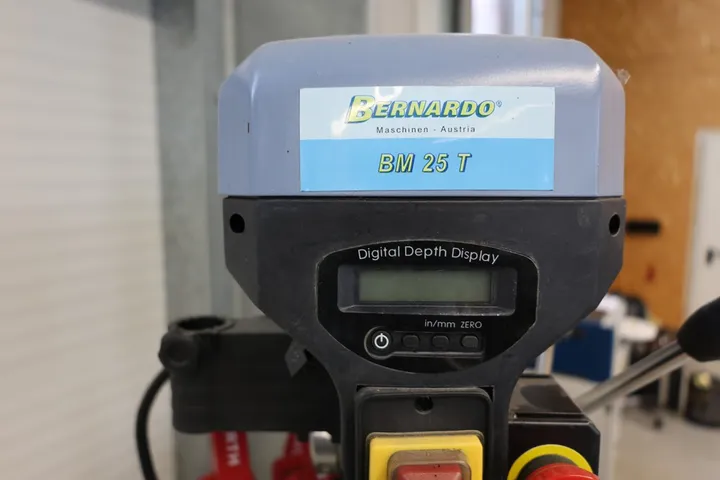 BERNARDO®
Maschinen - Austria
BM 25 T
Digital Depth Display
in/mm ZERO